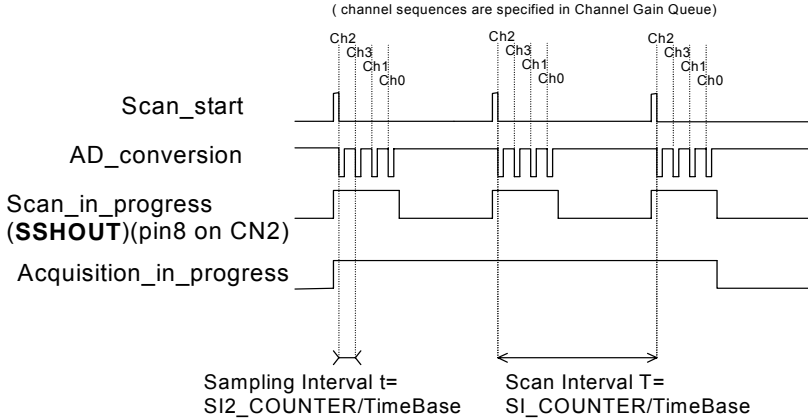 ( channel sequences are specified in Channel Gain Queue)
Ch2 Ch2 Ch2
Ch3 Ch3 Ch3
Ch1 Ch1 Ch1
Ch0 Ch0 Ch0
Scan_start
AD_conversion
Scan_in_progress
(SSHOUT)(pin8 on CN2)
Acquisition_in_progress
Sampling Interval t=
SI2_COUNTER/TimeBase
Scan Interval T=
SI_COUNTER/TimeBase